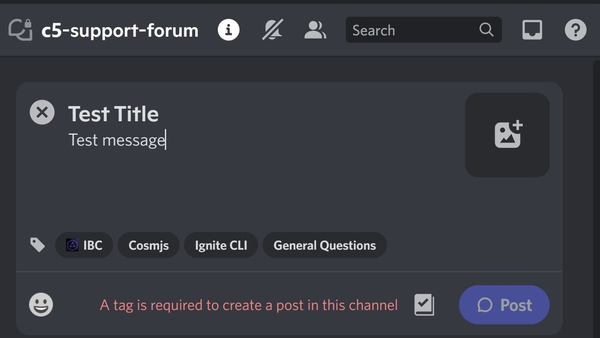 c5-support-forum
Search
Test Title
Test message
IBC Cosmjs Ignite CLI General Questions
A tag is required to create a post in this channel
Post